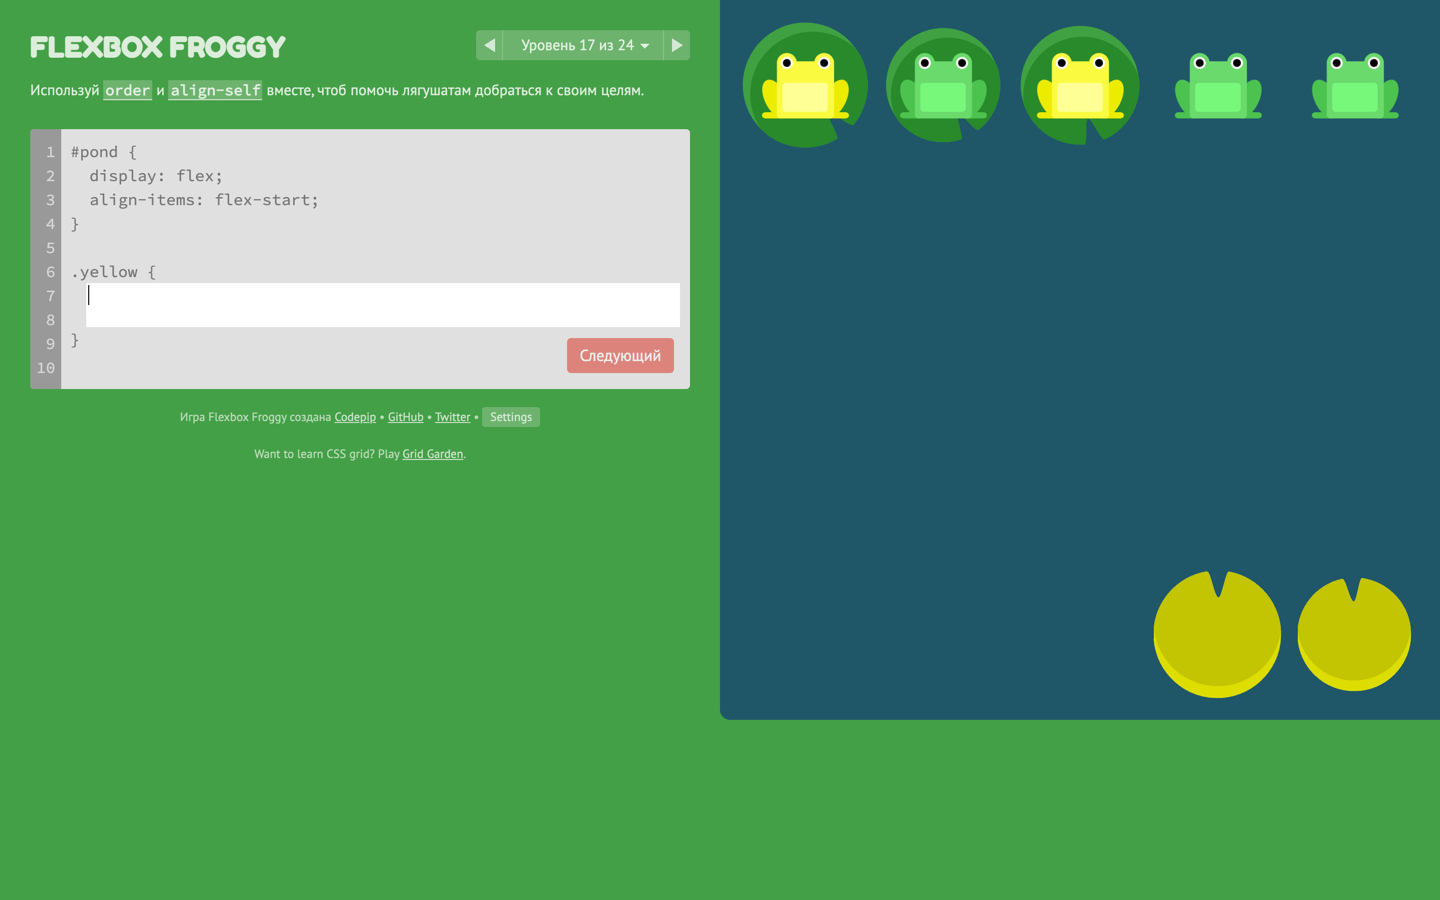 FLEXBOX FROGGY
Уровень 17 из 24
Используй order и align-self вместе, чтоб помочь лягушатам добраться к своим целям.
1 #pond {
2 display: flex;
3 align-items: flex-start;
4 }
5
6 .yellow {
7
8
9 }
10
Следующий
Игра Flexbox Froggy создана Codepip • GitHub • Twitter • Settings
Want to learn CSS grid? Play Grid Garden.